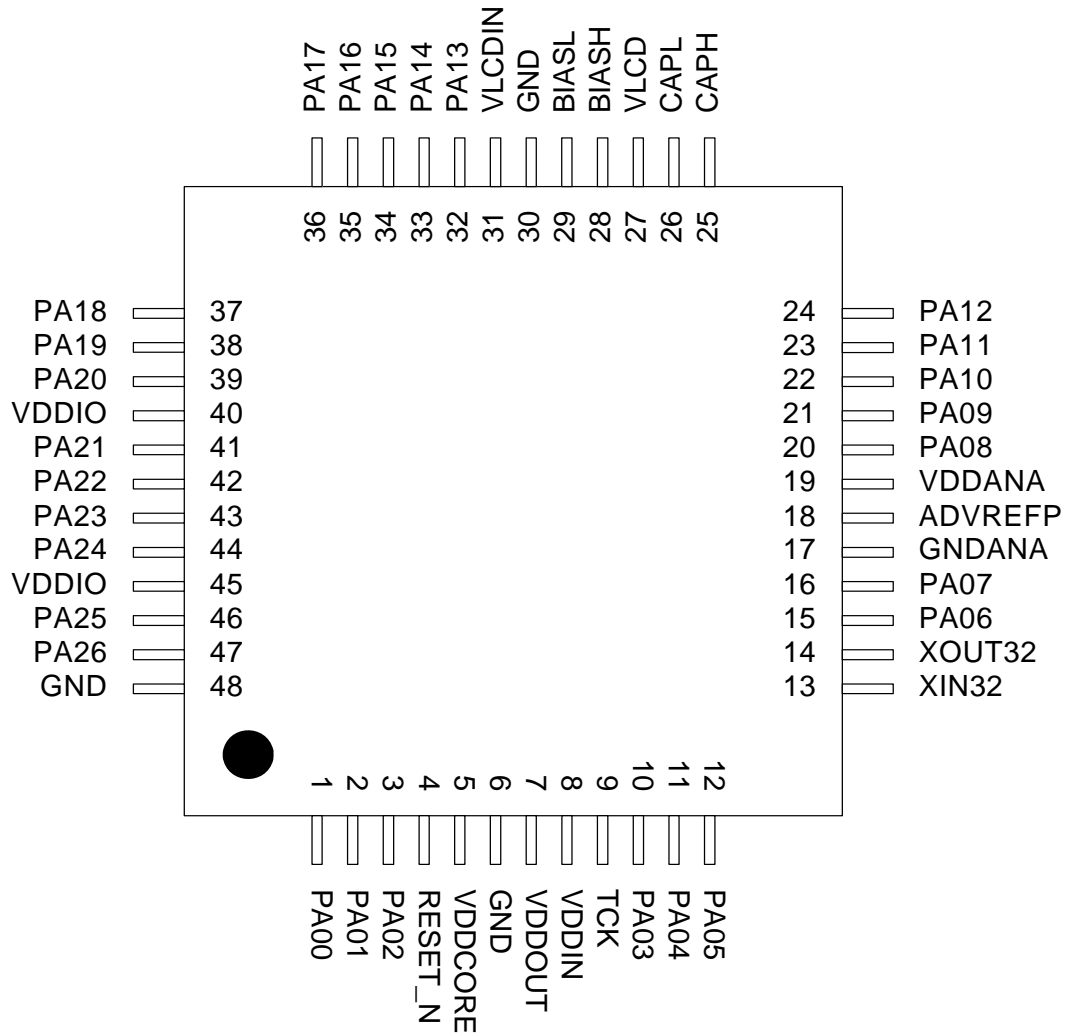 PA17 PA16 PA15 PA14 PA13 VLCDIN GND BIASL BIASH VLCD CAPL CAPH
36 35 34 33 32 31 30 29 28 27 26 25
PA18 37 24 PA12
PA19 38 23 PA11
PA20 39 22 PA10
VDDIO 40 21 PA09
PA21 41 20 PA08
PA22 42 19 VDDANA
PA23 43 18 ADVREFP
PA24 44 17 GNDANA
VDDIO 45 16 PA07
PA25 46 15 PA06
PA26 47 14 XOUT32
GND 48 13 XIN32
1 2 3 4 5 6 7 8 9 10 11 12
PA00 PA01 PA02 RESET_N VDDCORE GND VDDOUT VDDIN TCK PA03 PA04 PA05